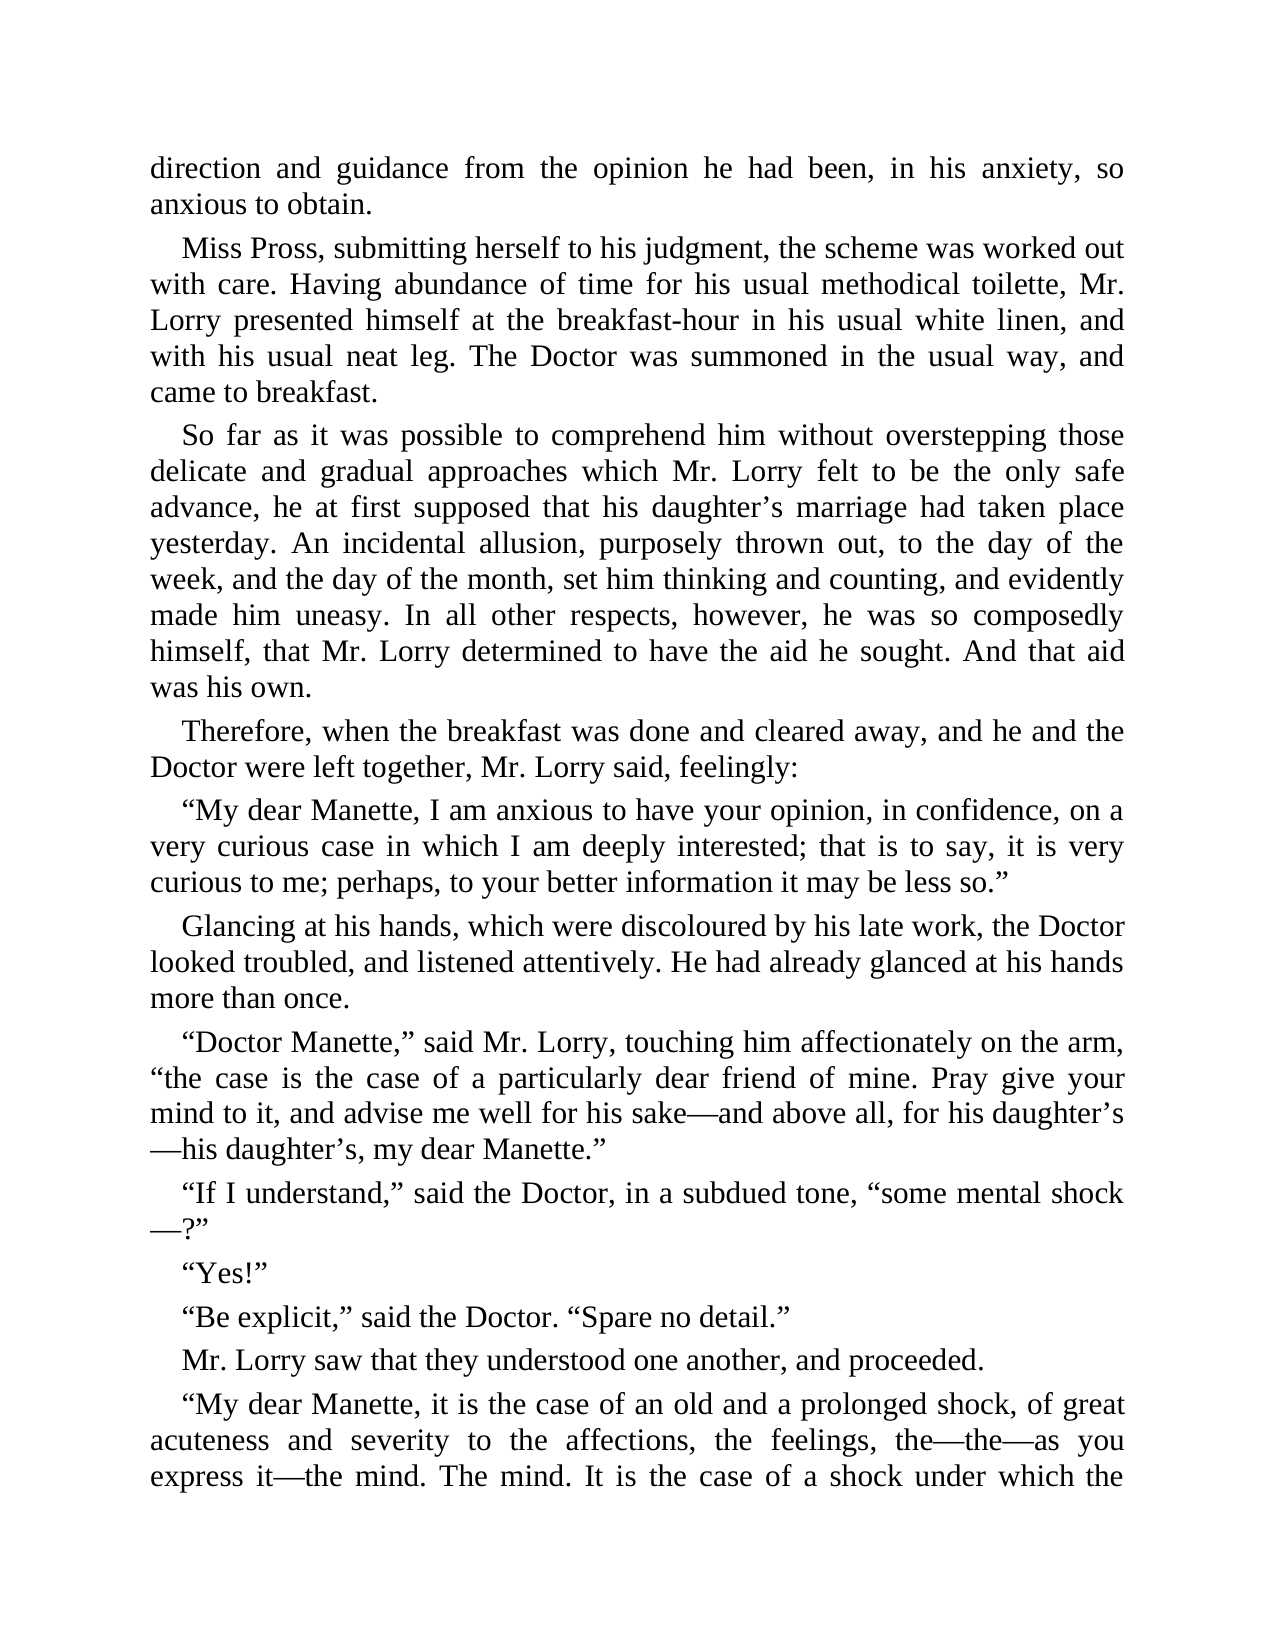 direction and guidance from the opinion he had been, in his anxiety, so
anxious to obtain.
Miss Pross, submitting herself to his judgment, the scheme was worked out
with care. Having abundance of time for his usual methodical toilette, Mr.
Lorry presented himself at the breakfast-hour in his usual white linen, and
with his usual neat leg. The Doctor was summoned in the usual way, and
came to breakfast.
So far as it was possible to comprehend him without overstepping those
delicate and gradual approaches which Mr. Lorry felt to be the only safe
advance, he at first supposed that his daughter’s marriage had taken place
yesterday. An incidental allusion, purposely thrown out, to the day of the
week, and the day of the month, set him thinking and counting, and evidently
made him uneasy. In all other respects, however, he was so composedly
himself, that Mr. Lorry determined to have the aid he sought. And that aid
was his own.
Therefore, when the breakfast was done and cleared away, and he and the
Doctor were left together, Mr. Lorry said, feelingly:
“My dear Manette, I am anxious to have your opinion, in confidence, on a
very curious case in which I am deeply interested; that is to say, it is very
curious to me; perhaps, to your better information it may be less so.”
Glancing at his hands, which were discoloured by his late work, the Doctor
looked troubled, and listened attentively. He had already glanced at his hands
more than once.
“Doctor Manette,” said Mr. Lorry, touching him affectionately on the arm,
“the case is the case of a particularly dear friend of mine. Pray give your
mind to it, and advise me well for his sake—and above all, for his daughter’s
—his daughter’s, my dear Manette.”
“If I understand,” said the Doctor, in a subdued tone, “some mental shock
—?”
“Yes!”
“Be explicit,” said the Doctor. “Spare no detail.”
Mr. Lorry saw that they understood one another, and proceeded.
“My dear Manette, it is the case of an old and a prolonged shock, of great
acuteness and severity to the affections, the feelings, the—the—as you
express it—the mind. The mind. It is the case of a shock under which the